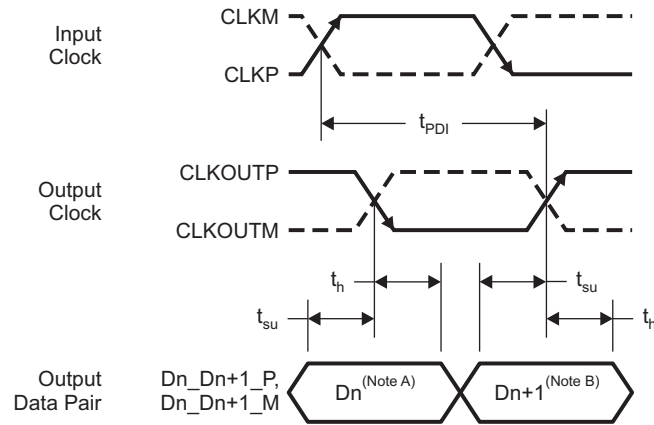 CLKM
Input
Clock
CLKP
tPDI
CLKOUTP
Output
Clock
CLKOUTM
th
tsu
tsu
th
Output
Data Pair
Dn_Dn+1_P,
Dn_Dn+1_M
Dn(Note A)
Dn+1(Note B)